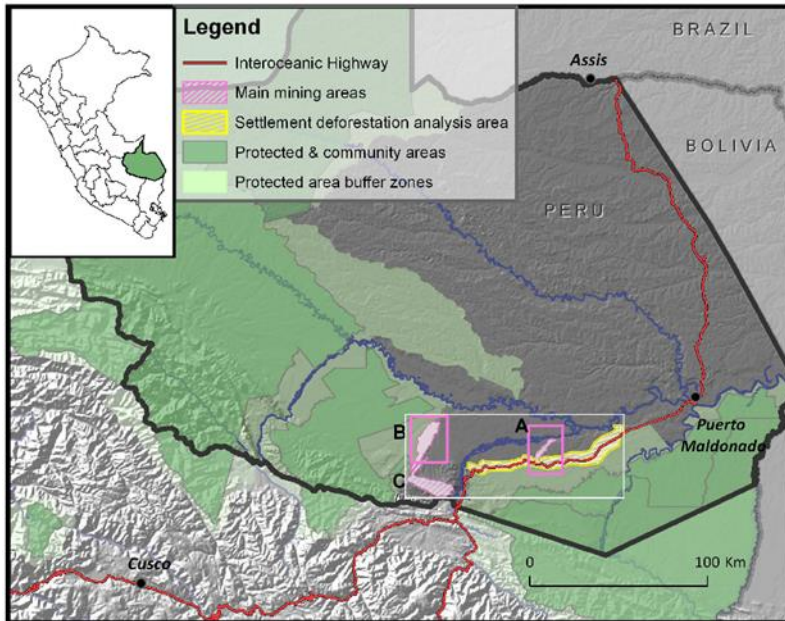 Legend
Interoceanic Highway
Main mining areas
Settlement deforestation analysis area
Protected & community areas
Protected area buffer zones
BRAZIL
Assis
BOLIVIA
PERU
A
B
C
Puerto
Maldonado
Cusco
0 100 Km